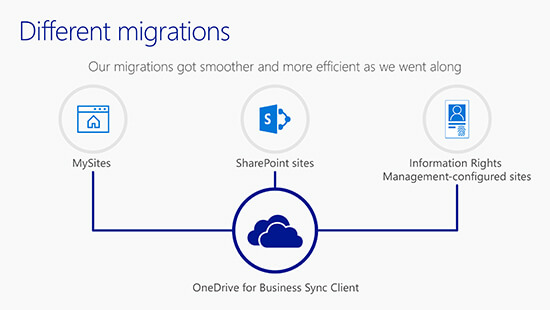 Different migrations
Our migrations got smoother and more efficient as we went along
S
MySites
SharePoint sites
Information Rights
Management-configured sites
OneDrive for Business Sync Client